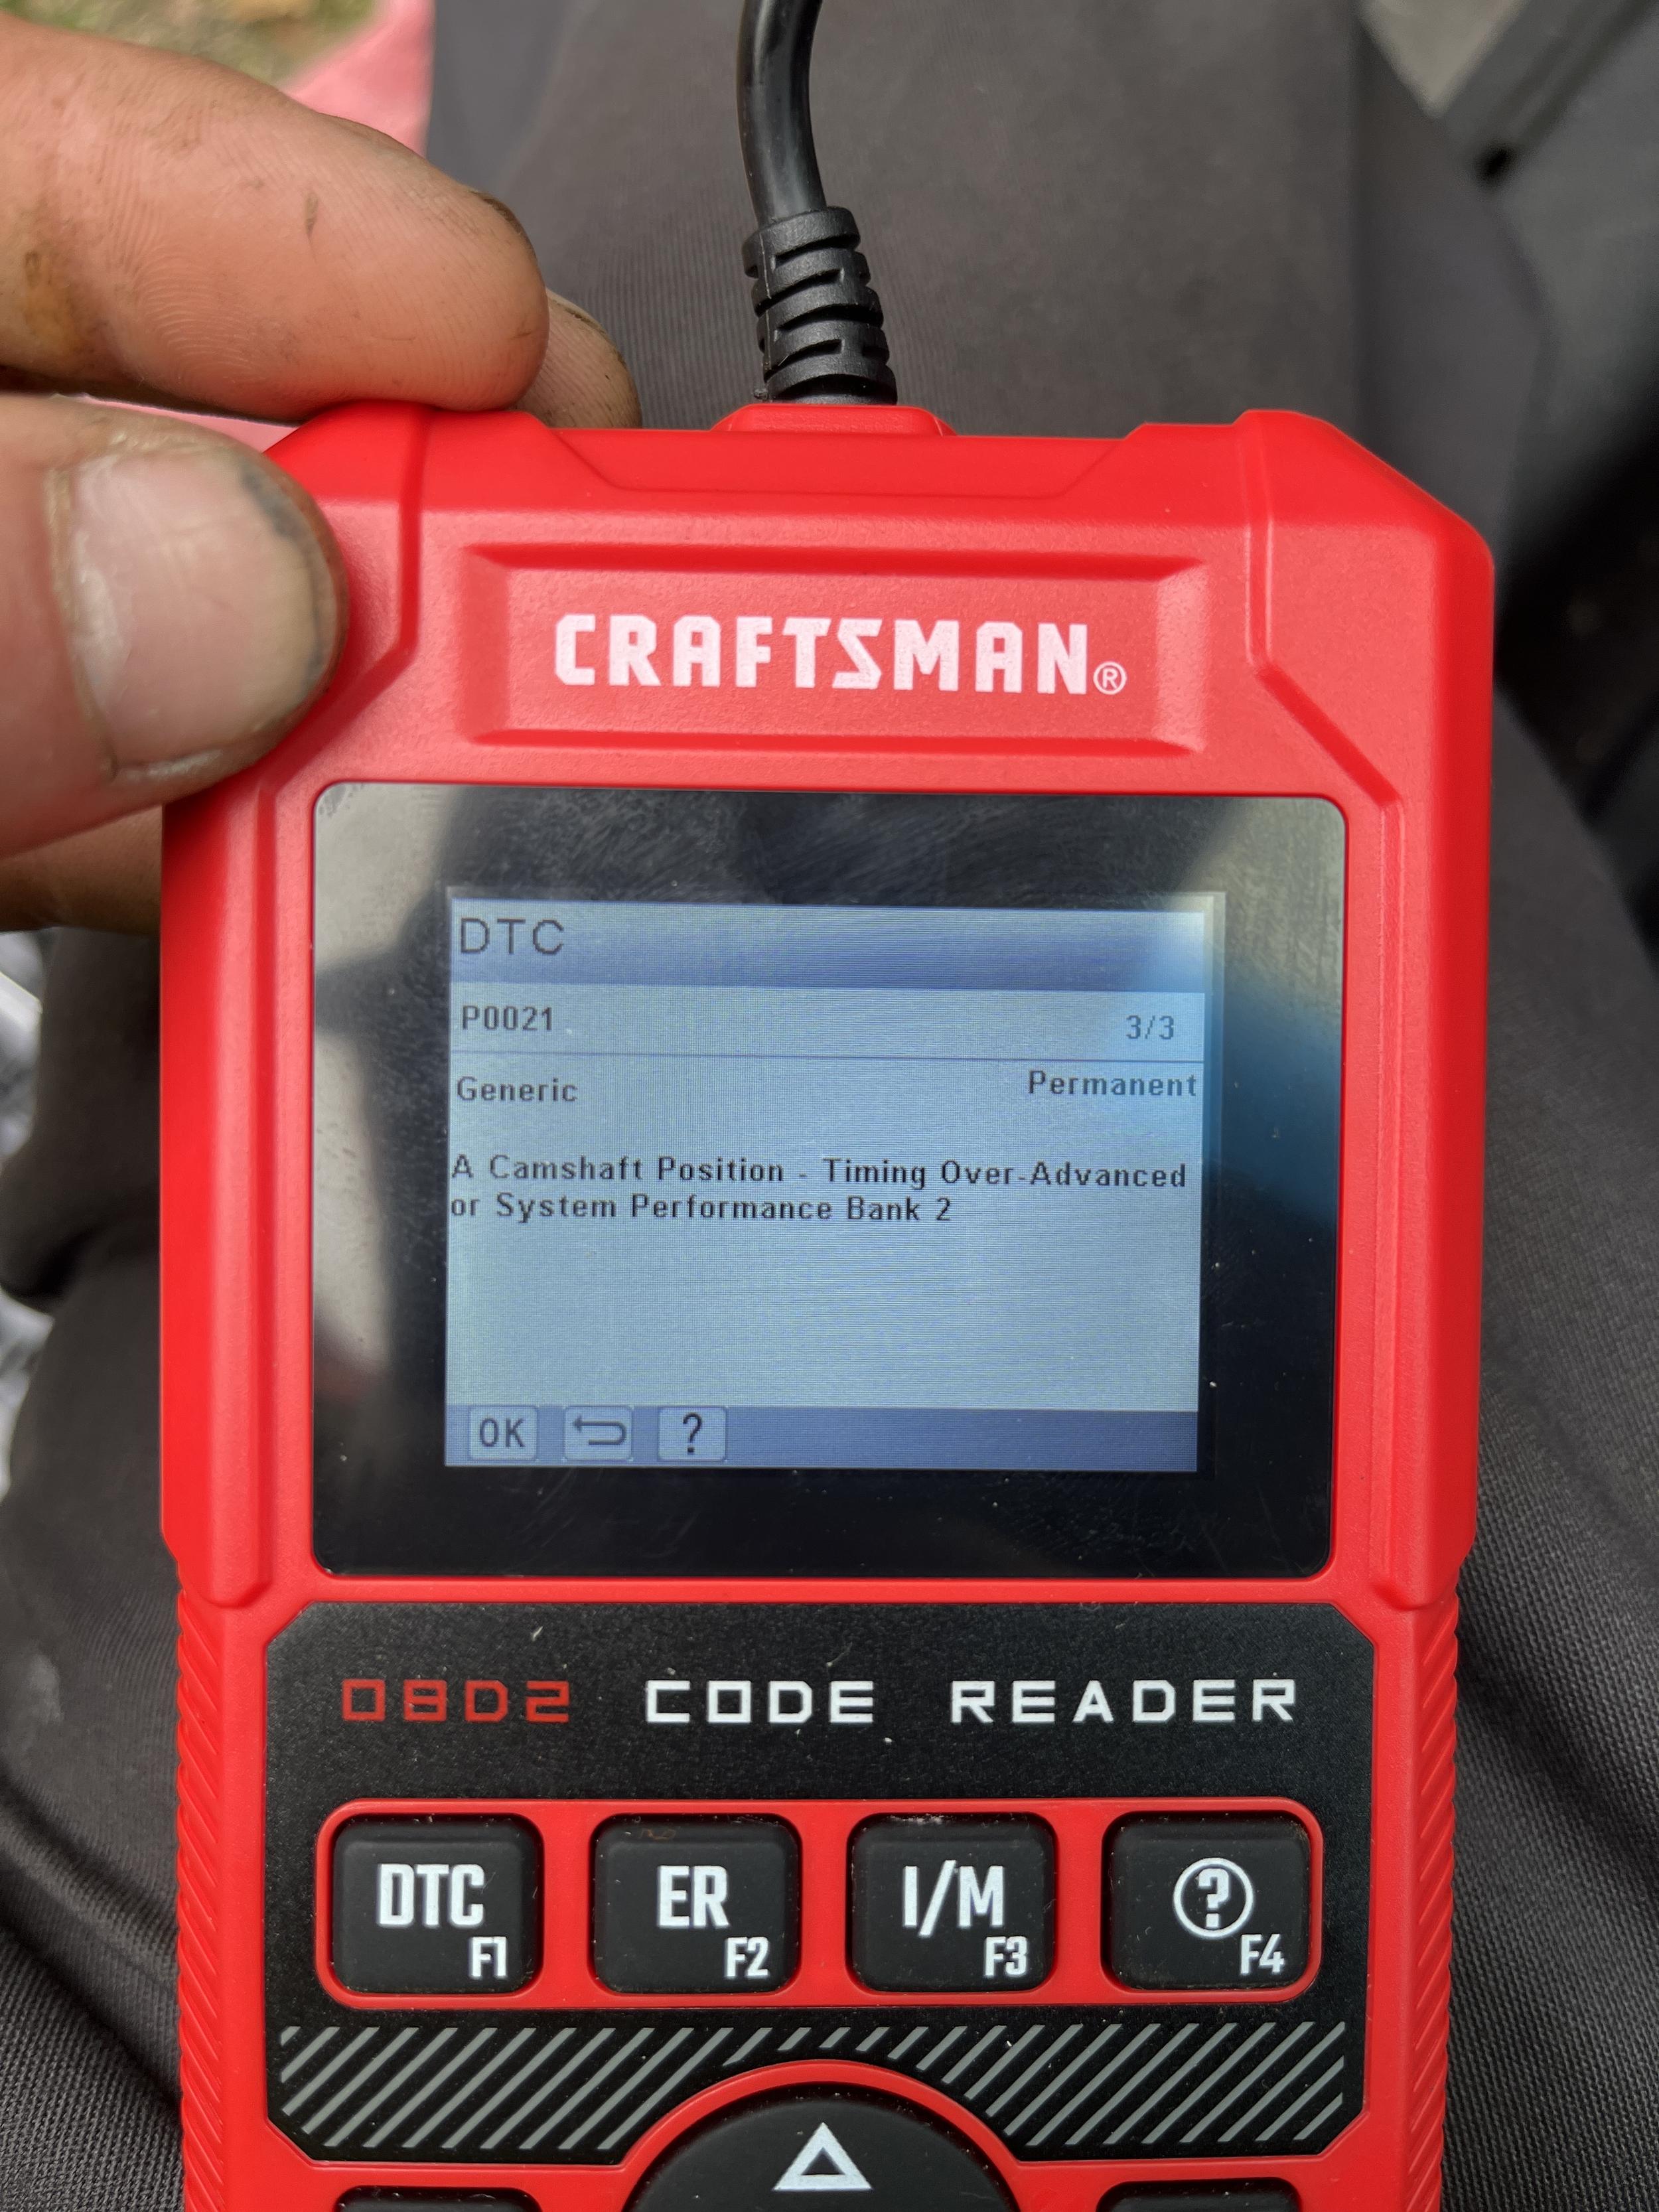 CRAFTSMAN®
DTC
P0021 3/3
Generic Permanent
A Camshaft Position - Timing Over-Advanced
or System Performance Bank 2
OK ?
OBD2 CODE READER
DTC F1 ER F2 I/M F3 ? F4